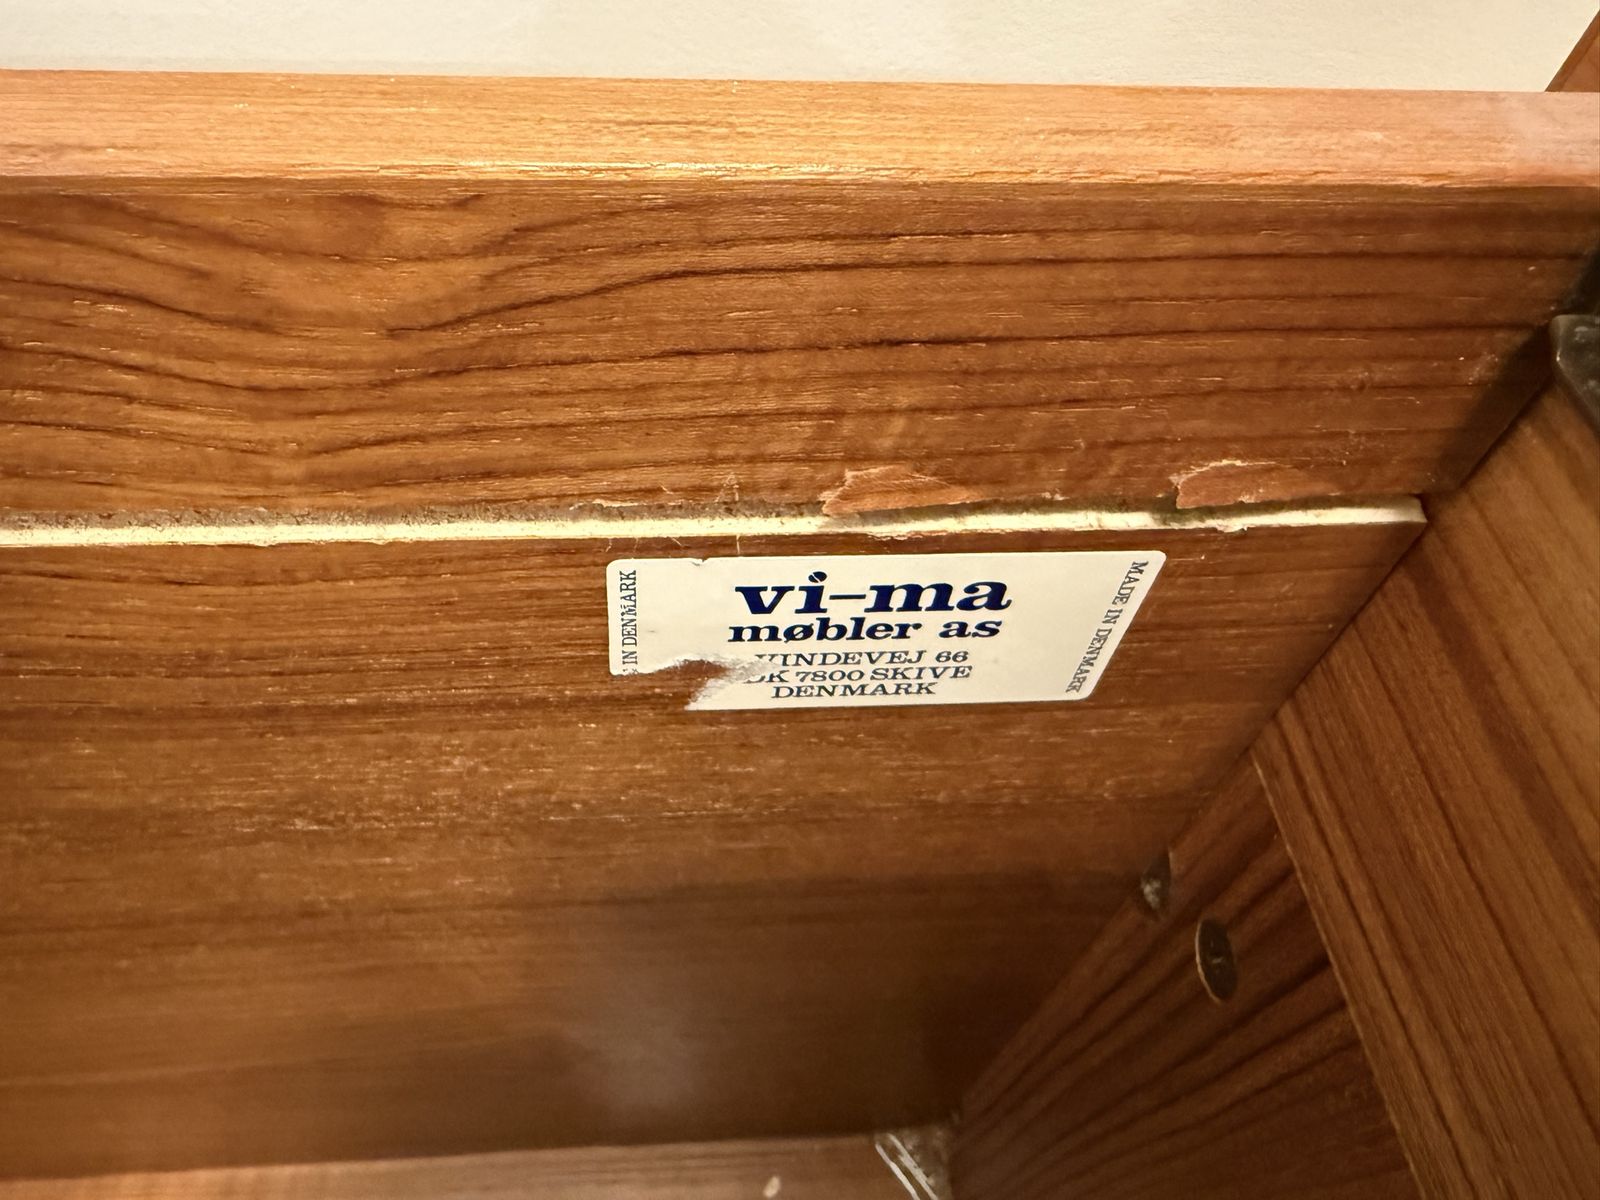 vi-ma
møbler as
VINDEVEJ 66
DK 7800 SKIVE
DENMARK
IN DENMARK
MADE IN DENMARK